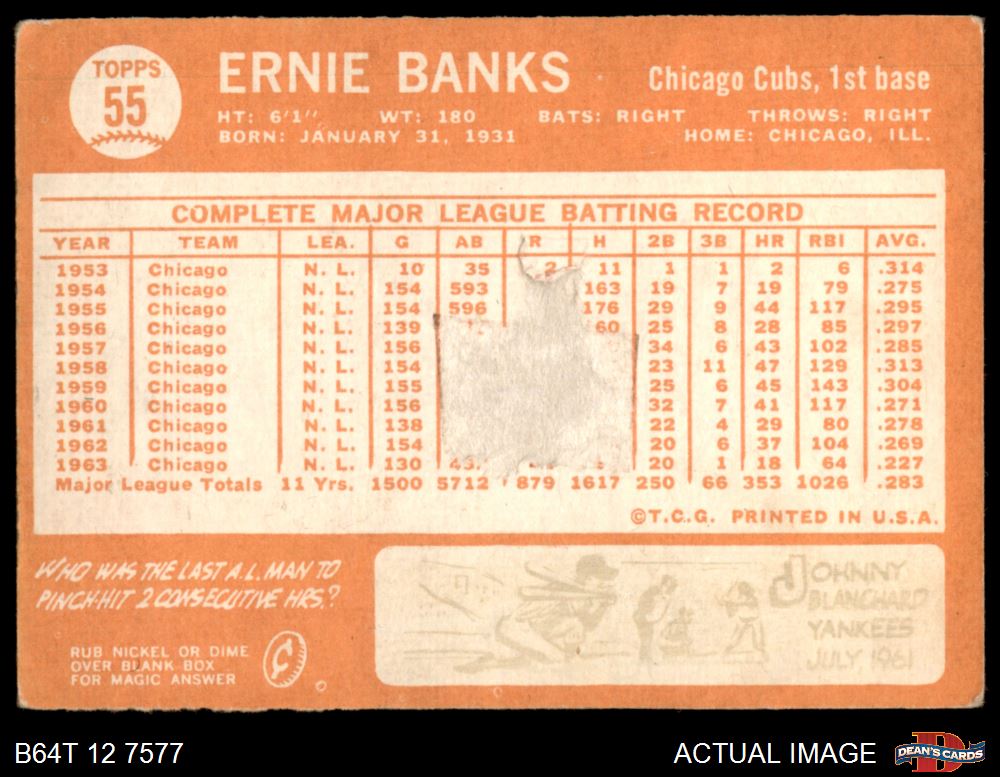 TOPPS
55
ERNIE BANKS
Chicago Cubs, 1st base
HT: 6'1" WT: 180 BATS: RIGHT THROWS: RIGHT
BORN: JANUARY 31, 1931 HOME: CHICAGO, ILL.
COMPLETE MAJOR LEAGUE BATTING RECORD
YEAR TEAM LEA. G AB R H 2B 3B HR RBI AVG.
1953 Chicago N. L. 10 35 2 11 1 1 2 6 .314
1954 Chicago N. L. 154 593 163 19 7 19 79 .275
1955 Chicago N. L. 154 596 176 29 9 44 117 .295
1956 Chicago N. L. 139 60 25 8 28 85 .297
1957 Chicago N. L. 156 34 6 43 102 .285
1958 Chicago N. L. 154 23 11 47 129 .313
1959 Chicago N. L. 155 25 6 45 143 .304
1960 Chicago N. L. 156 32 7 41 117 .271
1961 Chicago N. L. 138 22 4 29 80 .278
1962 Chicago N. L. 154 20 6 37 104 .269
1963 Chicago N. L. 130 20 1 18 64 .227
Major League Totals 11 Yrs. 1500 5712 879 1617 250 66 353 1026 .283
©T.C.G. PRINTED IN U.S.A.
WHO WAS THE LAST A.L. MAN TO
PINCH-HIT 2 CONSECUTIVE HRS.?
RUB NICKEL OR DIME
OVER BLANK BOX
FOR MAGIC ANSWER
¢
JOHNNY
BLANCHARD
YANKEES
JULY, 1961
B64T 12 7577
ACTUAL IMAGE
DEAN'S CARDS